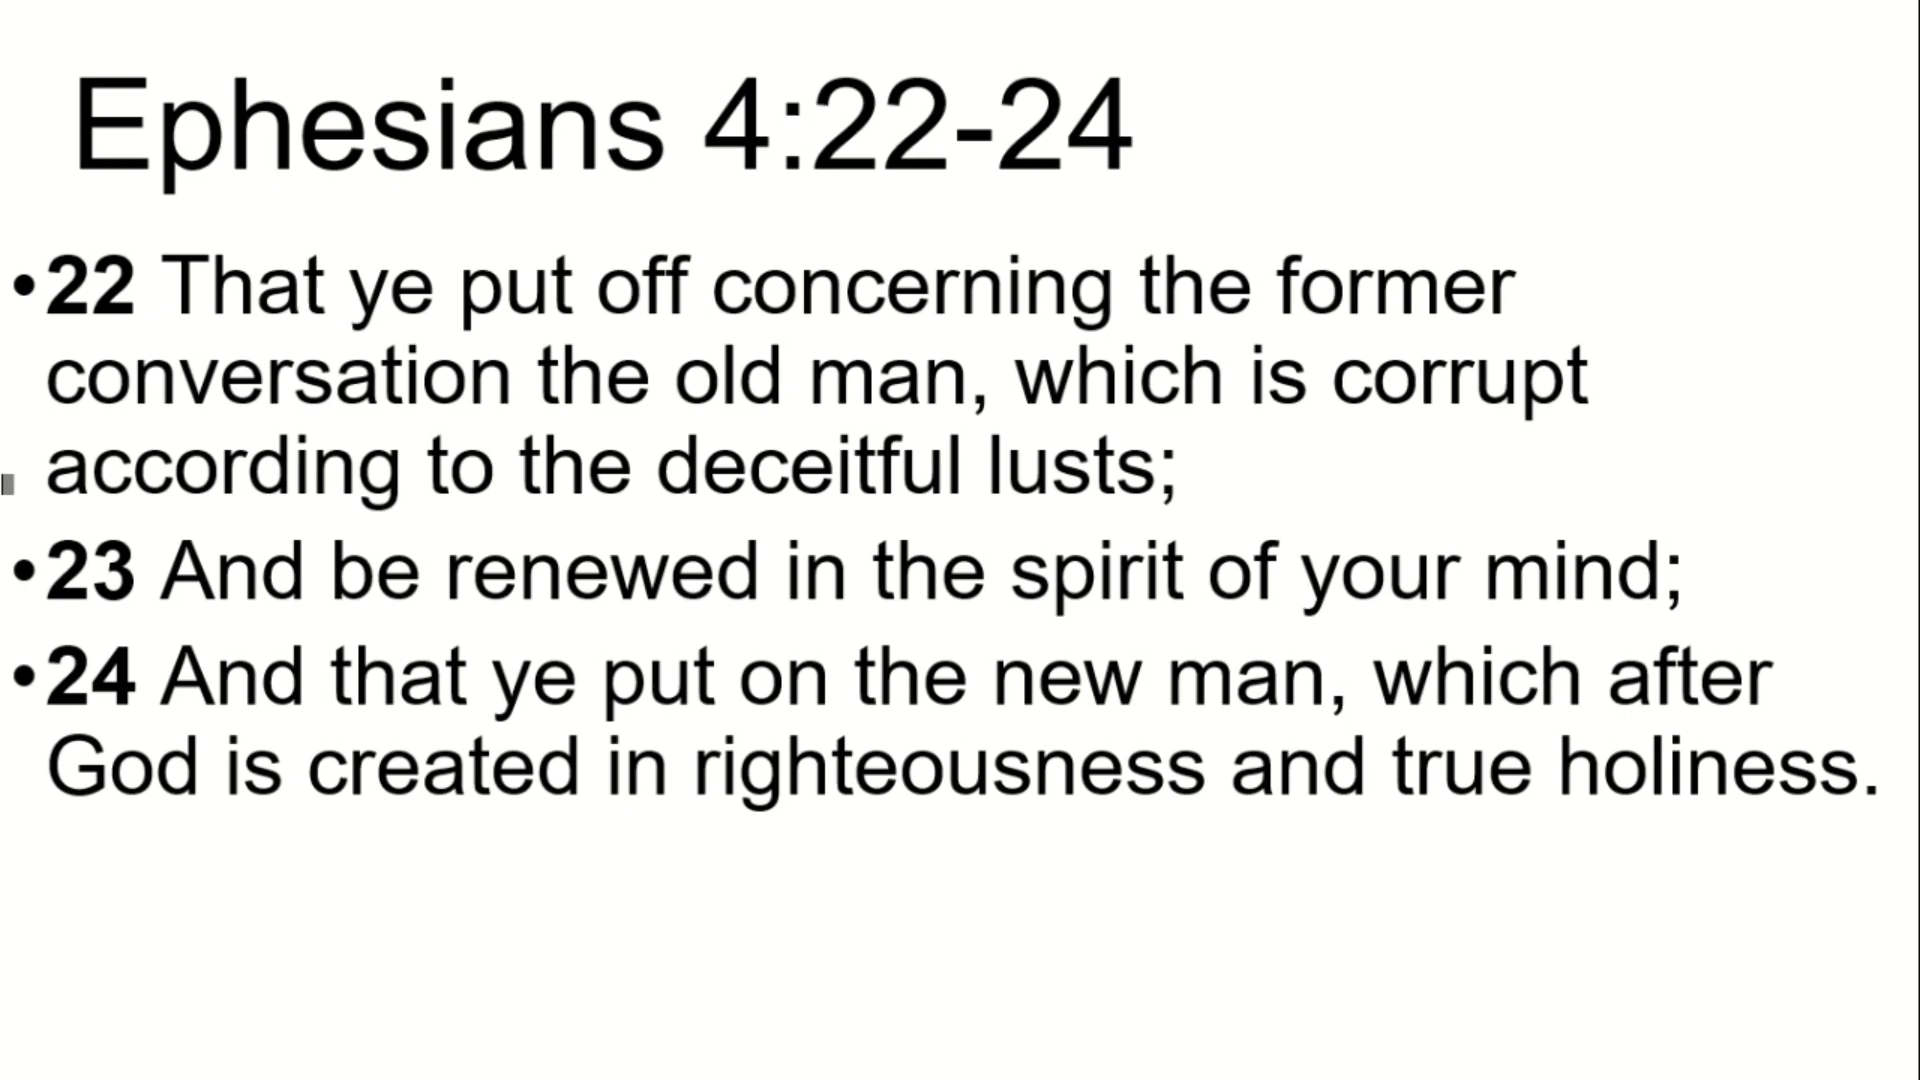 Ephesians 4:22-24
•22 That ye put off concerning the former
conversation the old man, which is corrupt
according to the deceitful lusts;
•23 And be renewed in the spirit of your mind;
•24 And that ye put on the new man, which after
God is created in righteousness and true holiness.